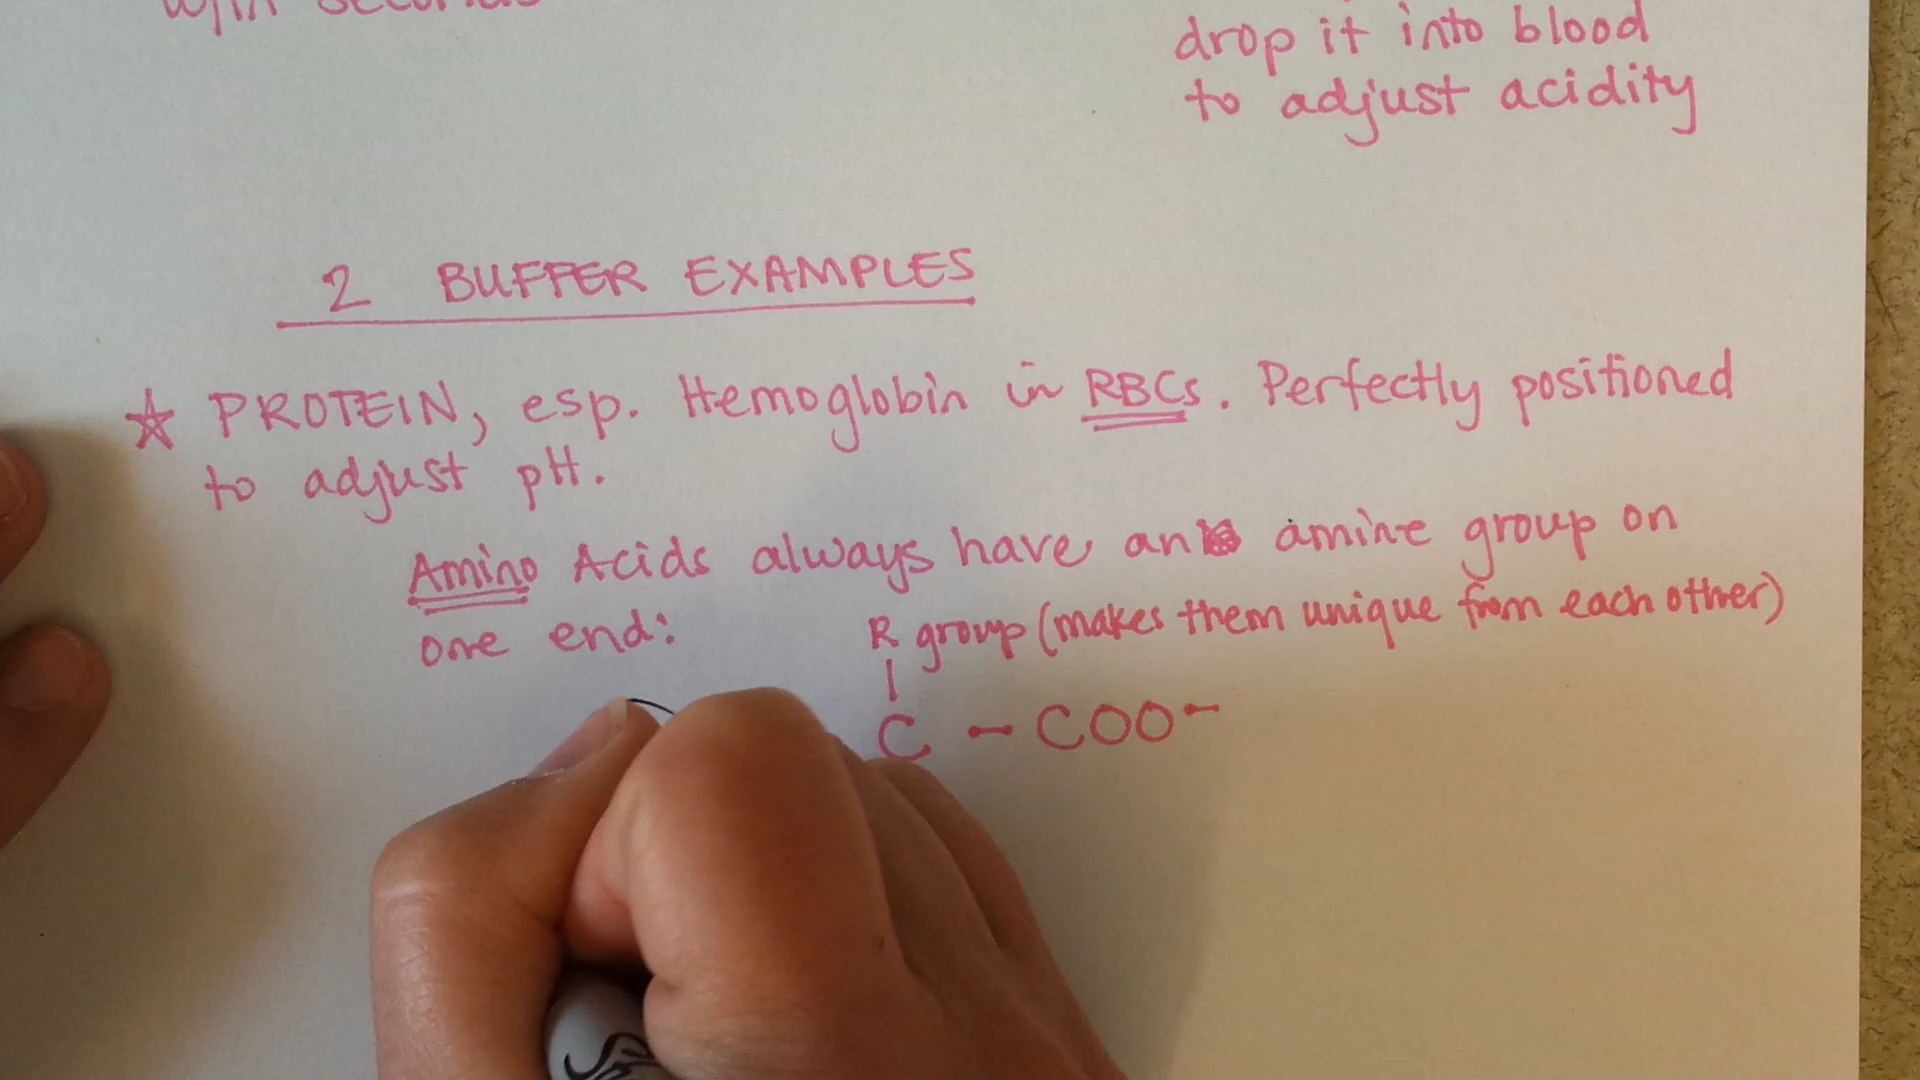 with seconds
drop it into blood
to adjust acidity
2 BUFFER EXAMPLES
☆ PROTEIN, esp. Hemoglobin in RBCs. Perfectly positioned
to adjust pH.
Amino Acids always have an amine group on
one end:
R group (makes them unique from each other)
C - COO-